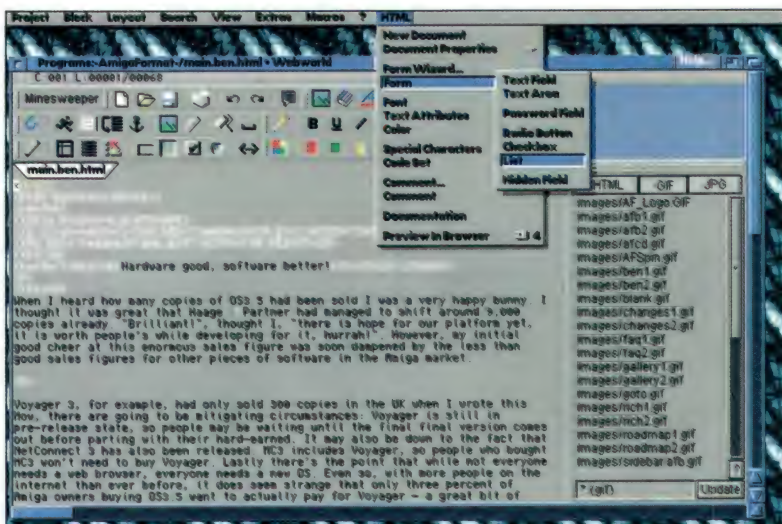 Project Block Layout Search View Extras Macros ? HTML
New Document
Document Properties
Form Wizard...
Form
Font
Text Attributes
Color
Special Characters
Code Set
Comment...
Comment
Documentation
Preview in Browser 4
Text Field
Text Area
Password Field
Radio Button
Checkbox
List
Hidden Field
Programs:-AmigaFormat-/main.ben.html • Webworld
C 001 L:00001/00068
Minesweeper
B U
main.ben.html
Hardware good, software better!
When I heard how many copies of OS3.5 had been sold I was a very happy bunny. I
thought it was great that Haage Partner had managed to shift around 9,000
copies already. "Brilliant!", thought I, "there is hope for our platform yet,
it is worth people's while developing for it, hurrah!" However, my initial
good cheer at this enormous sales figure was soon dampened by the less than
good sales figures for other pieces of software in the Amiga market.
Voyager 3, for example, had only sold 300 copies in the UK when I wrote this
Now, there are going to be mitigating circumstances: Voyager is still in
pre-release state, so people may be waiting until the final final version comes
out before parting with their hard-earned. It may also be down to the fact that
NetConnect 3 has also been released. NC3 includes Voyager, so people who bought
NC3 won't need to buy Voyager. Lastly there's the point that while not everyone
needs a web browser, everyone needs a new OS. Even so, with more people on the
internet than ever before, it does seem strange that only three percent of
Amiga owners buying OS3.5 want to actually pay for Voyager - a great bit of
HTML GIF JPG
images/AF_Logo.GIF
images/afb1.gif
images/afb2.gif
images/afcd.gif
images/AFSpin.gif
images/ben1.gif
images/ben2.gif
images/blank.gif
images/changes1.gif
images/changes2.gif
images/faq1.gif
images/faq2.gif
images/gallery1.gif
images/gallery2.gif
images/goto.gif
images/rich1.gif
images/rich2.gif
images/roadmap1.gif
images/roadmap2.gif
images/sidebar.afb.gif
*.(gif) Update